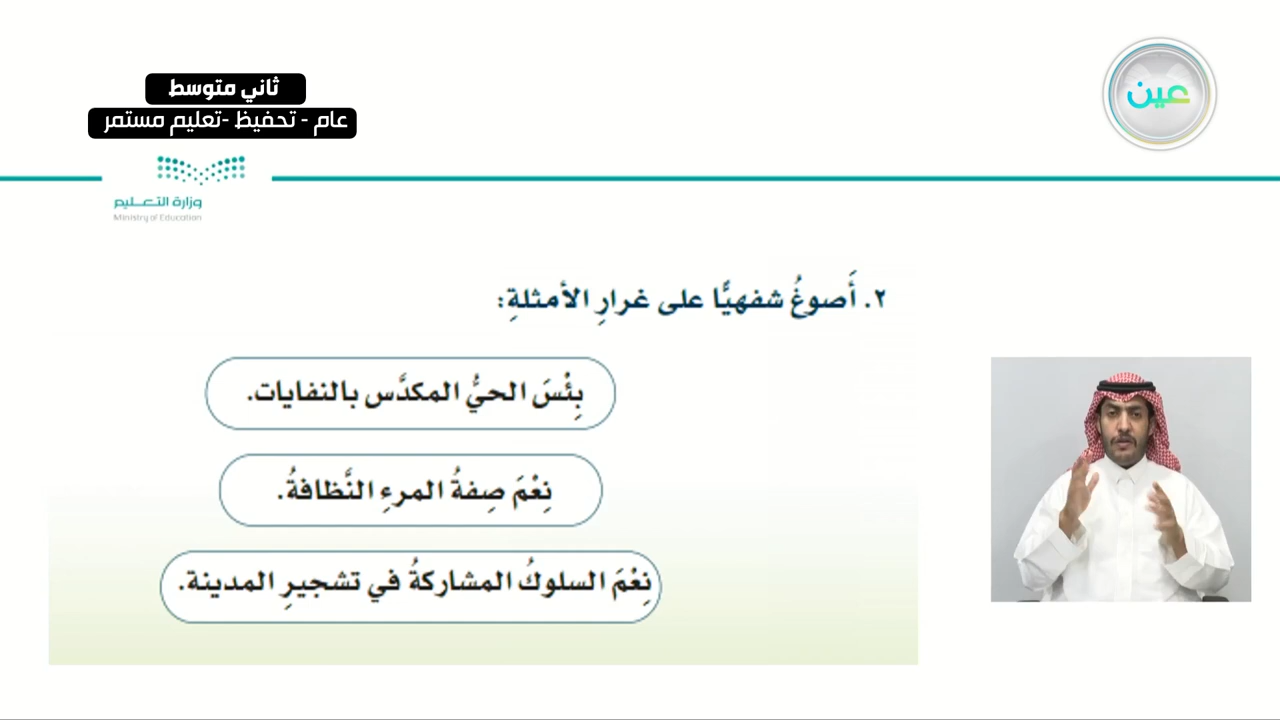 ثاني متوسط
عام - تحفيظ -تعليم مستمر
عين
وزارة التعـــليم
Ministry of Education
٢. أَصوغُ شفهيًّا على غرارِ الأمثلةِ:
بِئْسَ الحيُّ المكدَّس بالنفايات.
نِعْمَ صِفةُ المرءِ النَّظافةُ.
نِعْمَ السلوكُ المشاركةُ في تشجيرِ المدينة.